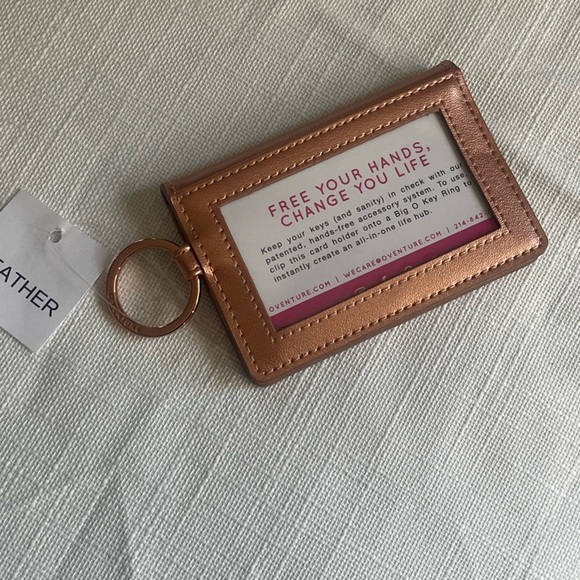 FREE YOUR HANDS,
CHANGE YOU LIFE
Keep your keys (and sanity) in check with our
patented, hands-free accessory system. To use,
clip this card holder onto a Big O Key Ring to
instantly create an all-in-one life hub.
OVENTURE.COM | WECARE@OVENTURE.COM | 214-842
EATHER